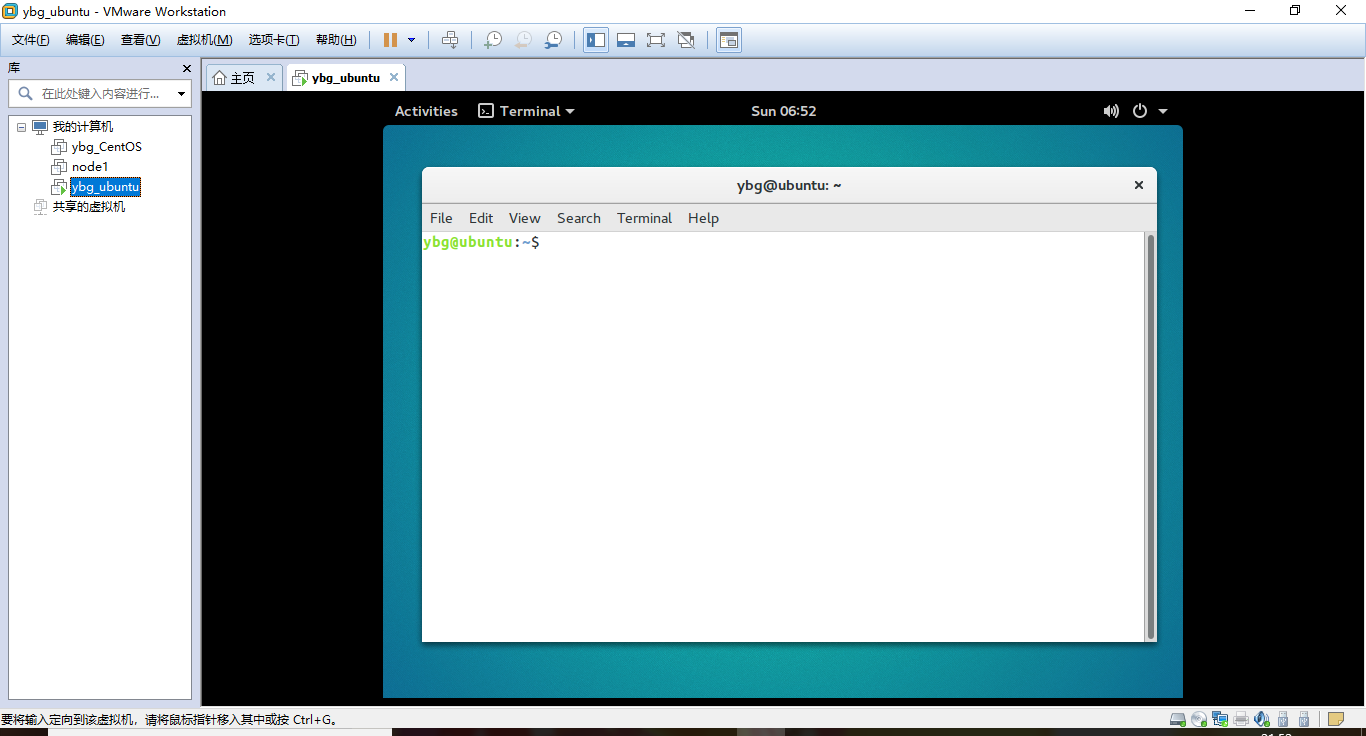 ybg_ubuntu - VMware Workstation
文件(F) 编辑(E) 查看(V) 虚拟机(M) 选项卡(T) 帮助(H)
库
在此处键入内容进行...
我的计算机
ybg_CentOS
node1
ybg_ubuntu
共享的虚拟机
主页 ybg_ubuntu
Activities Terminal Sun 06:52
ybg@ubuntu: ~
File Edit View Search Terminal Help
ybg@ubuntu:~$
要将输入定向到该虚拟机，请将鼠标指针移入其中或按 Ctrl+G。